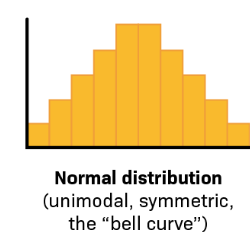 Normal distribution
(unimodal, symmetric,
the “bell curve”)